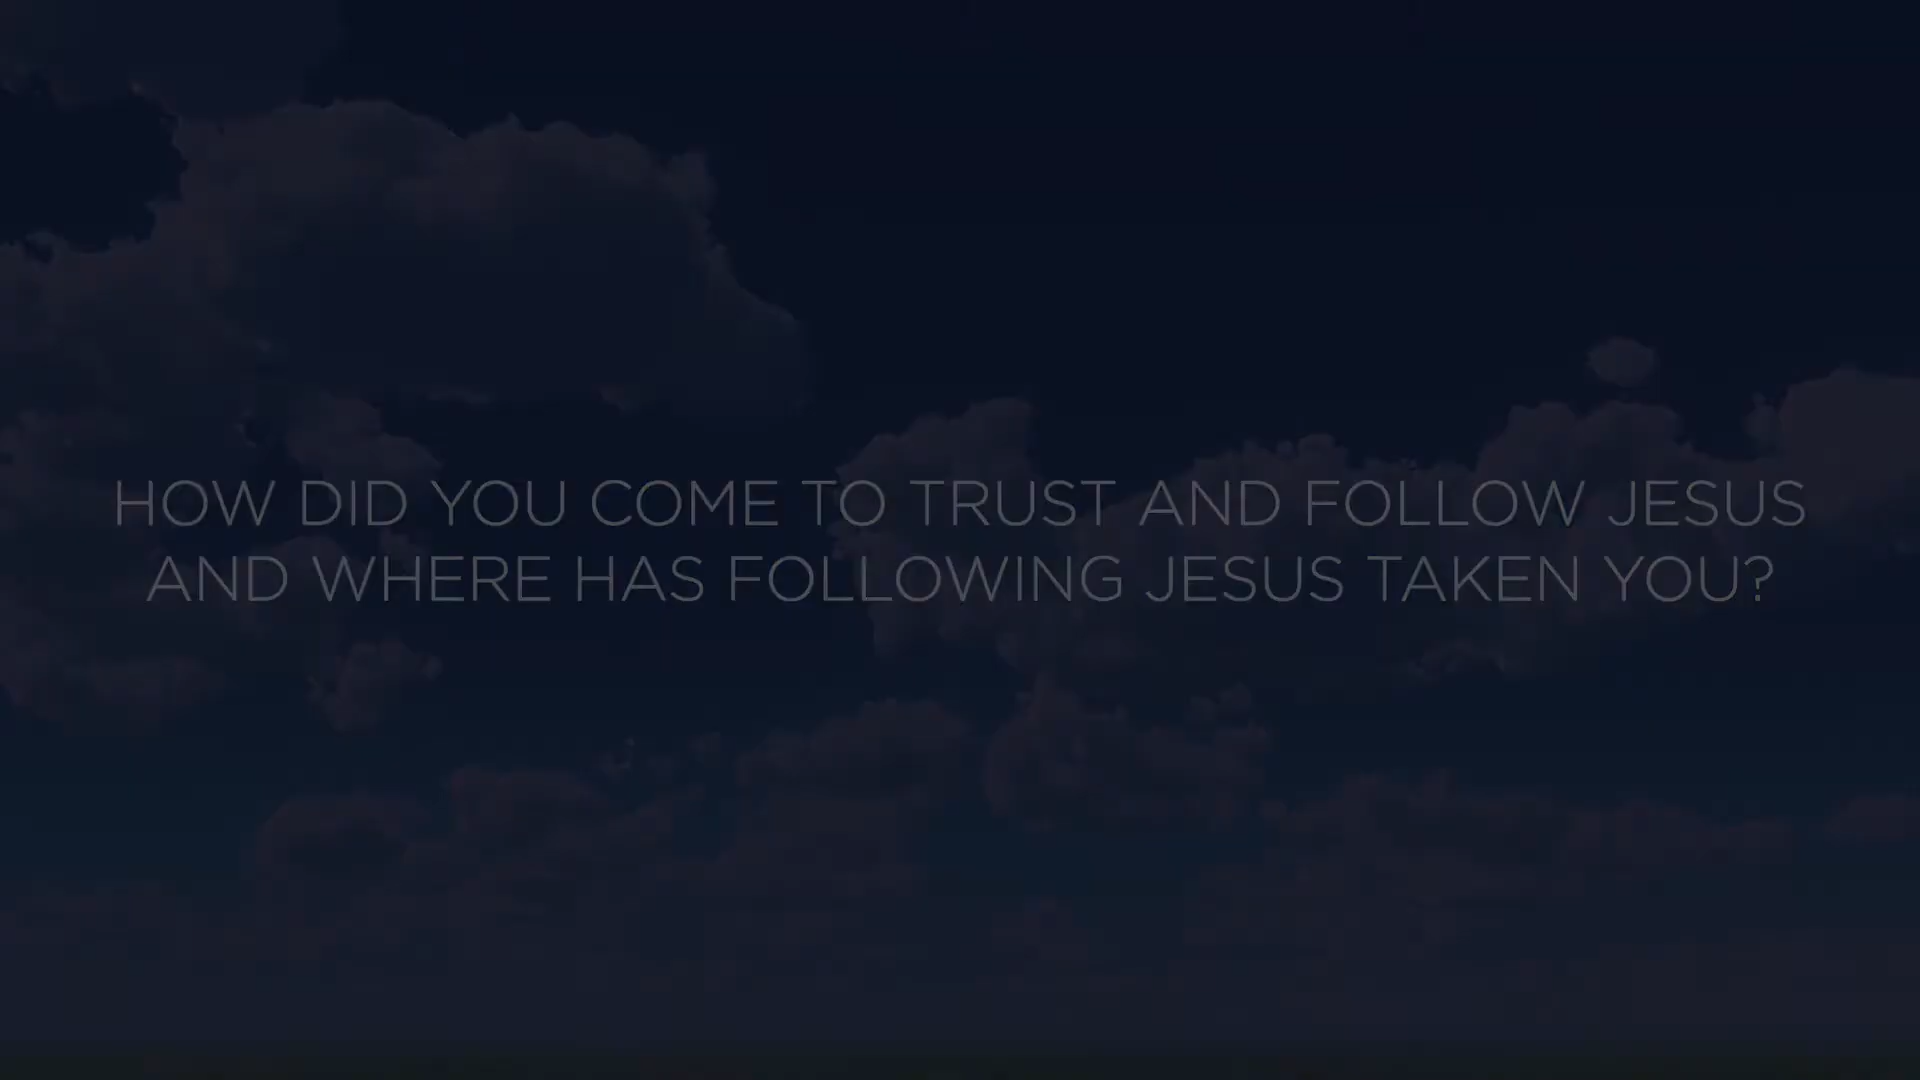 HOW DID YOU COME TO TRUST AND FOLLOW JESUS
AND WHERE HAS FOLLOWING JESUS TAKEN YOU?